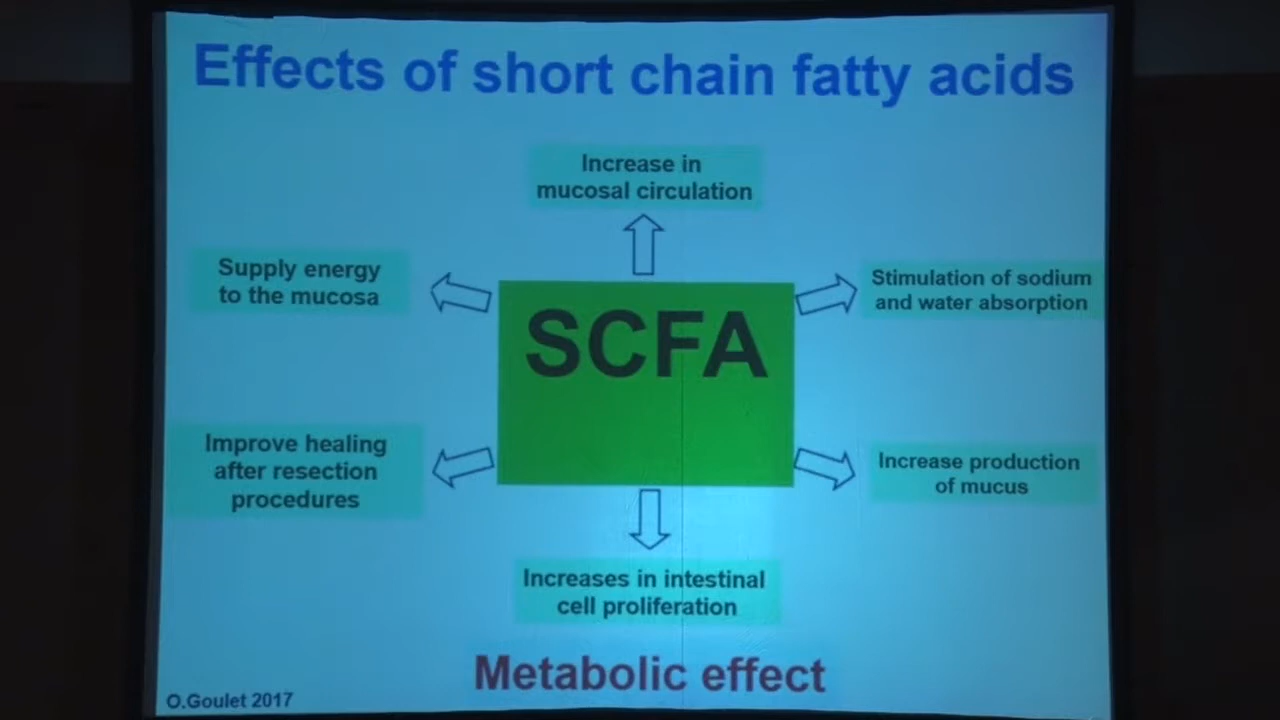 Effects of short chain fatty acids
Increase in
mucosal circulation
Supply energy
to the mucosa
Stimulation of sodium
and water absorption
SCFA
Improve healing
after resection
procedures
Increase production
of mucus
Increases in intestinal
cell proliferation
Metabolic effect
O.Goulet 2017